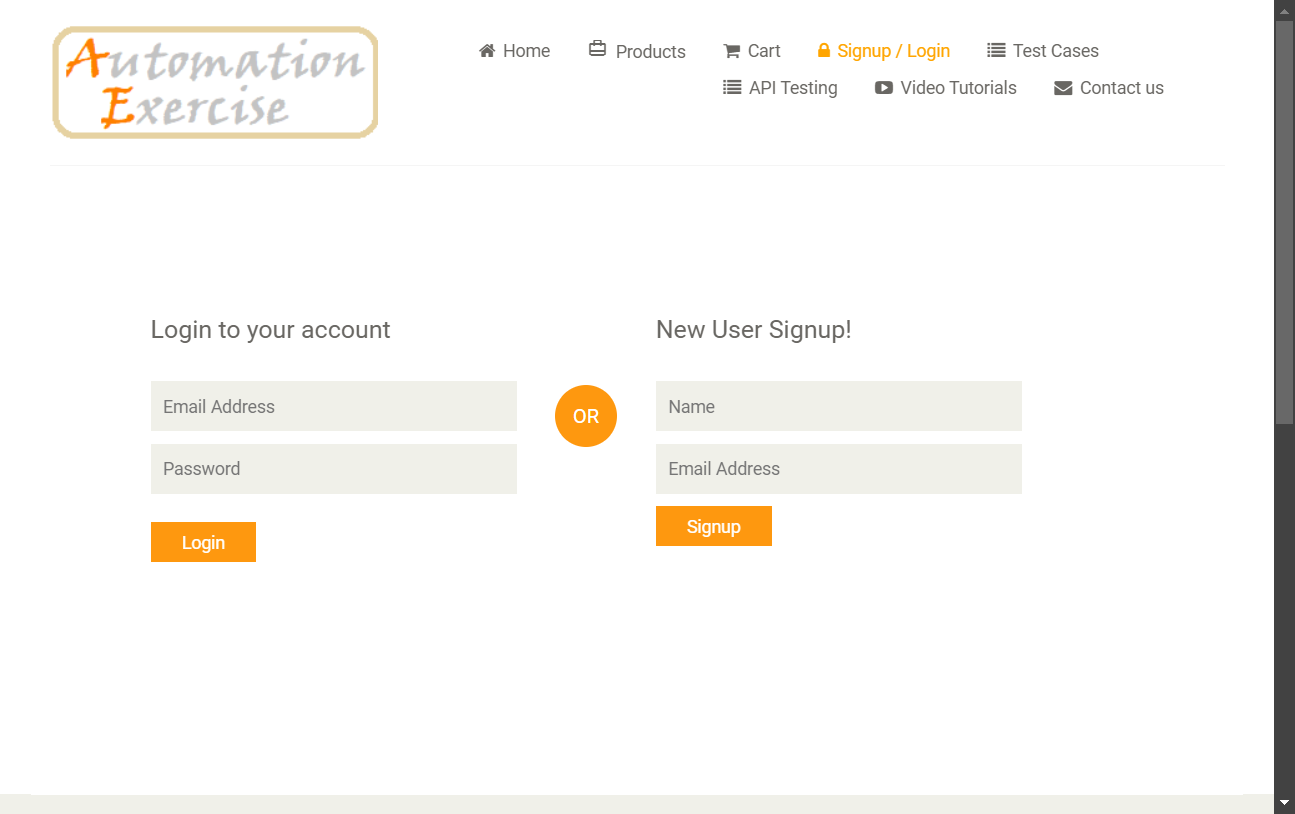 Automation
Exercise
Home Products Cart Signup / Login Test Cases
API Testing Video Tutorials Contact us
Login to your account
Email Address
Password
Login
OR
New User Signup!
Name
Email Address
Signup